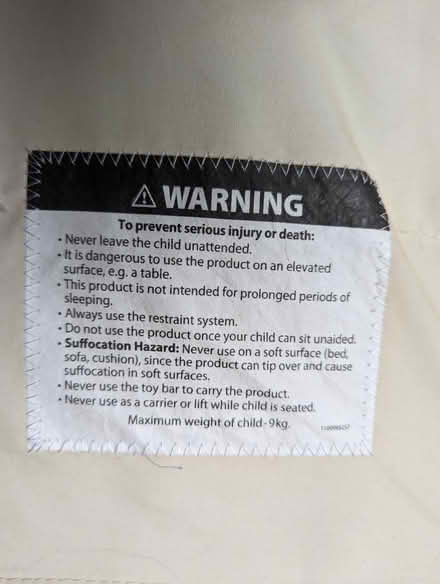 ⚠ WARNING
To prevent serious injury or death:
• Never leave the child unattended.
• It is dangerous to use the product on an elevated
surface, e.g. a table.
• This product is not intended for prolonged periods of
sleeping.
• Always use the restraint system.
• Do not use the product once your child can sit unaided.
• Suffocation Hazard: Never use on a soft surface (bed,
sofa, cushion), since the product can tip over and cause
suffocation in soft surfaces.
• Never use the toy bar to carry the product.
• Never use as a carrier or lift while child is seated.
Maximum weight of child - 9kg.